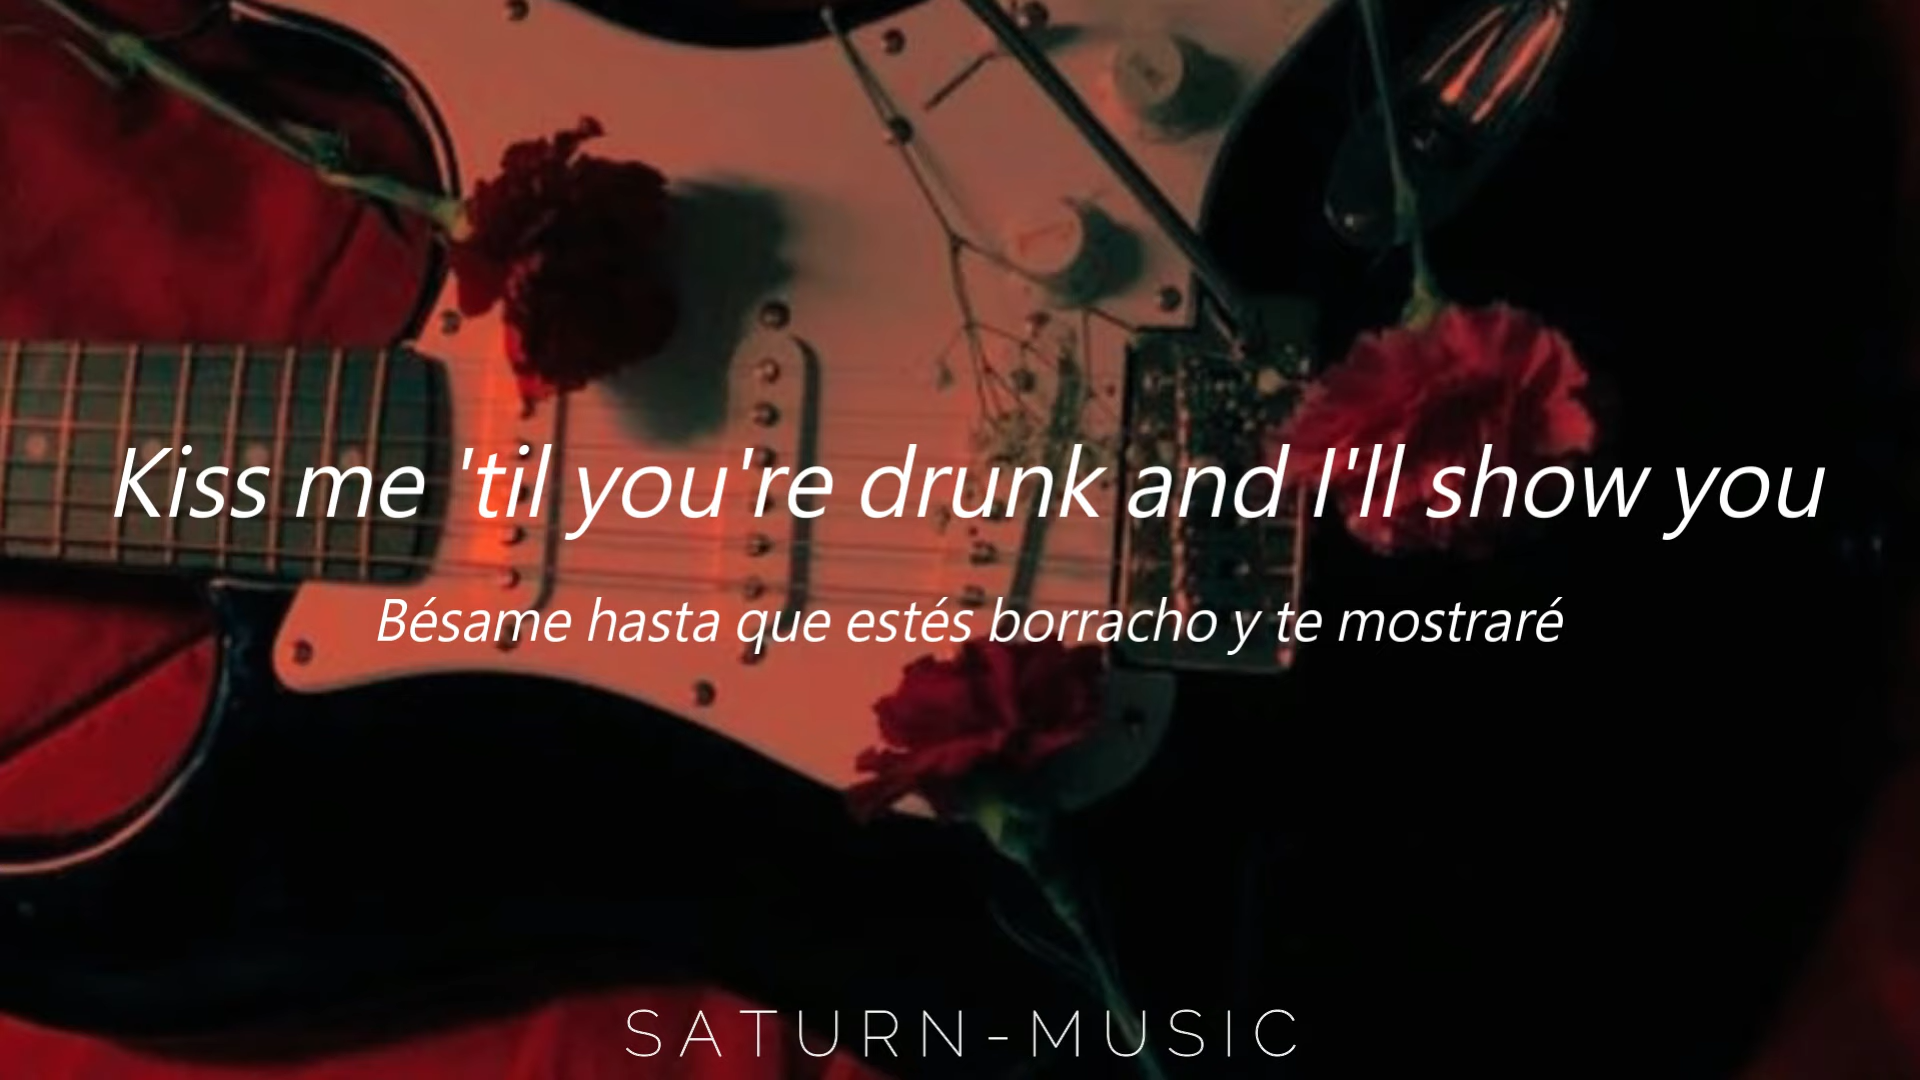 Kiss me 'til you're drunk and I'll show you
Bésame hasta que estés borracho y te mostraré
SATURN-MUSIC